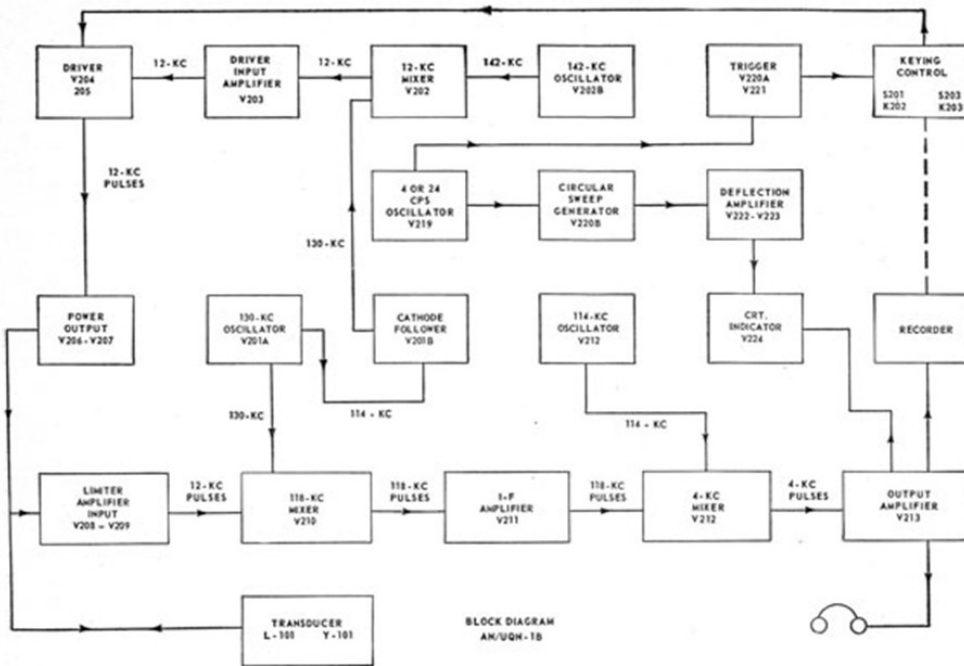 DRIVER
V204
205
12-KC
DRIVER
INPUT
AMPLIFIER
V203
12-KC
12-KC
MIXER
V202
142-KC
142-KC
OSCILLATOR
V202B
TRIGGER
V220A
V221
KEYING
CONTROL
S201 S203
K202 K203
12-KC
PULSES
4 OR 24
CPS
OSCILLATOR
V219
CIRCULAR
SWEEP
GENERATOR
V220B
DEFLECTION
AMPLIFIER
V222-V223
130-KC
POWER
OUTPUT
V206-V207
130-KC
OSCILLATOR
V201A
CATHODE
FOLLOWER
V201B
114-KC
OSCILLATOR
V212
CRT.
INDICATOR
V224
RECORDER
130-KC
114 - KC
114 - KC
LIMITER
AMPLIFIER
INPUT
V208 - V209
12-KC
PULSES
118-KC
MIXER
V210
118-KC
PULSES
I-F
AMPLIFIER
V211
118-KC
PULSES
4-KC
MIXER
V212
4-KC
PULSES
OUTPUT
AMPLIFIER
V213
TRANSDUCER
L-101 Y-101
BLOCK DIAGRAM
AN/UQN-1B